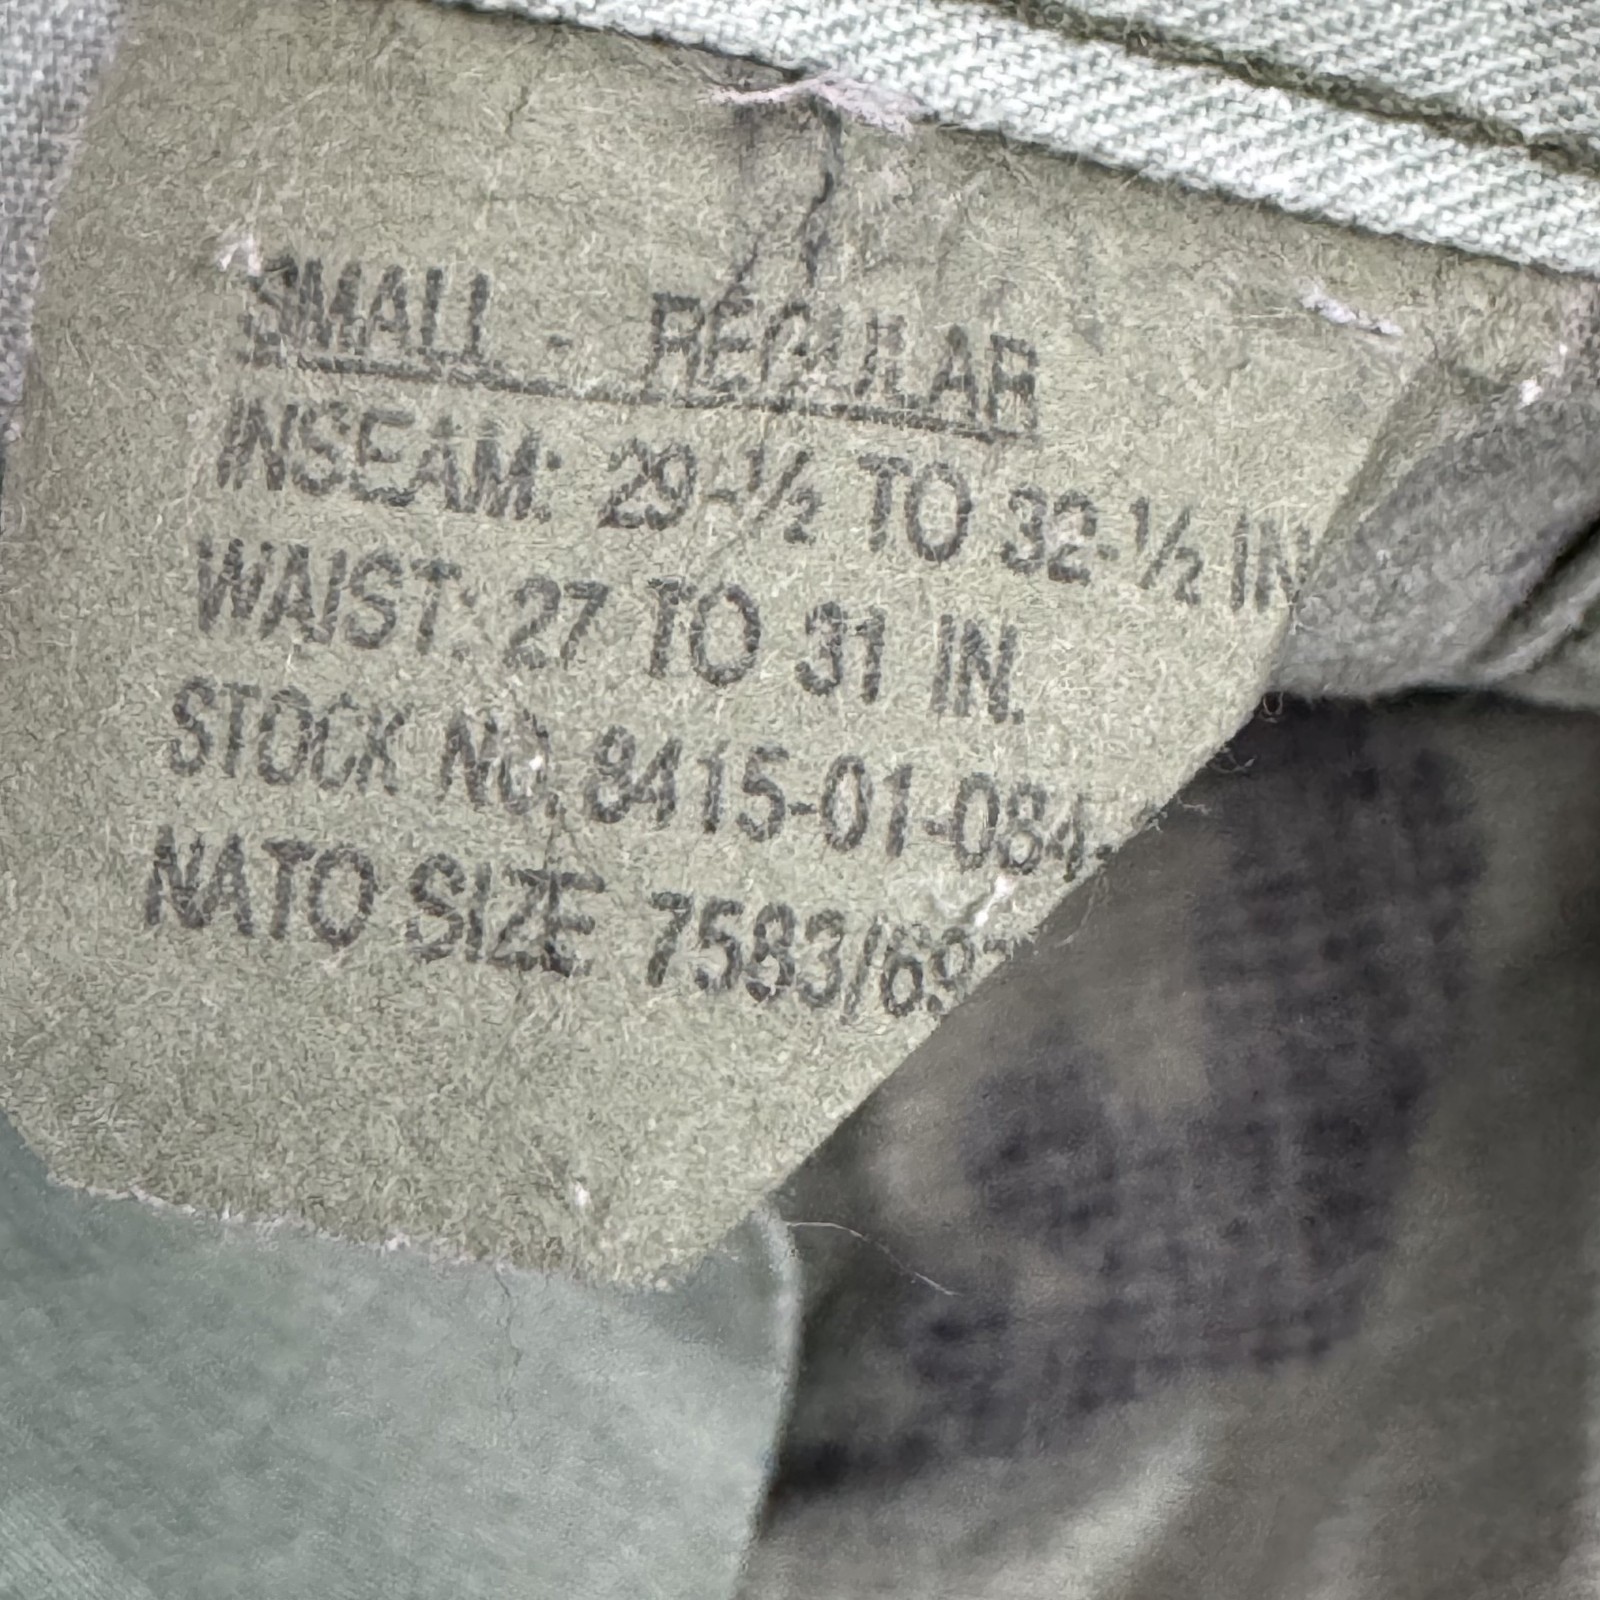 SMALL - REGULAR
INSEAM: 29-½ TO 32-½ IN
WAIST: 27 TO 31 IN.
STOCK NO. 8415-01-084-
NATO SIZE 7583/69